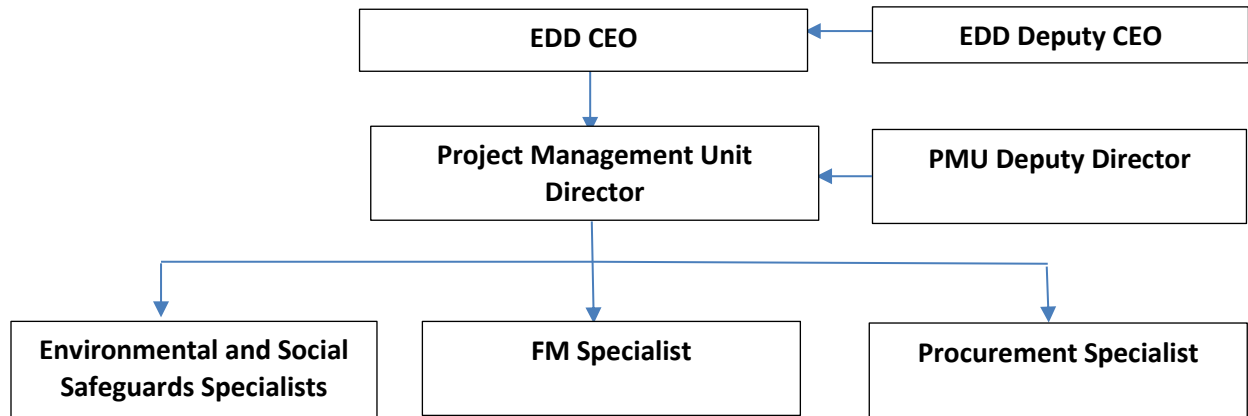 EDD CEO
EDD Deputy CEO
Project Management Unit
Director
PMU Deputy Director
Environmental and Social
Safeguards Specialists
FM Specialist
Procurement Specialist